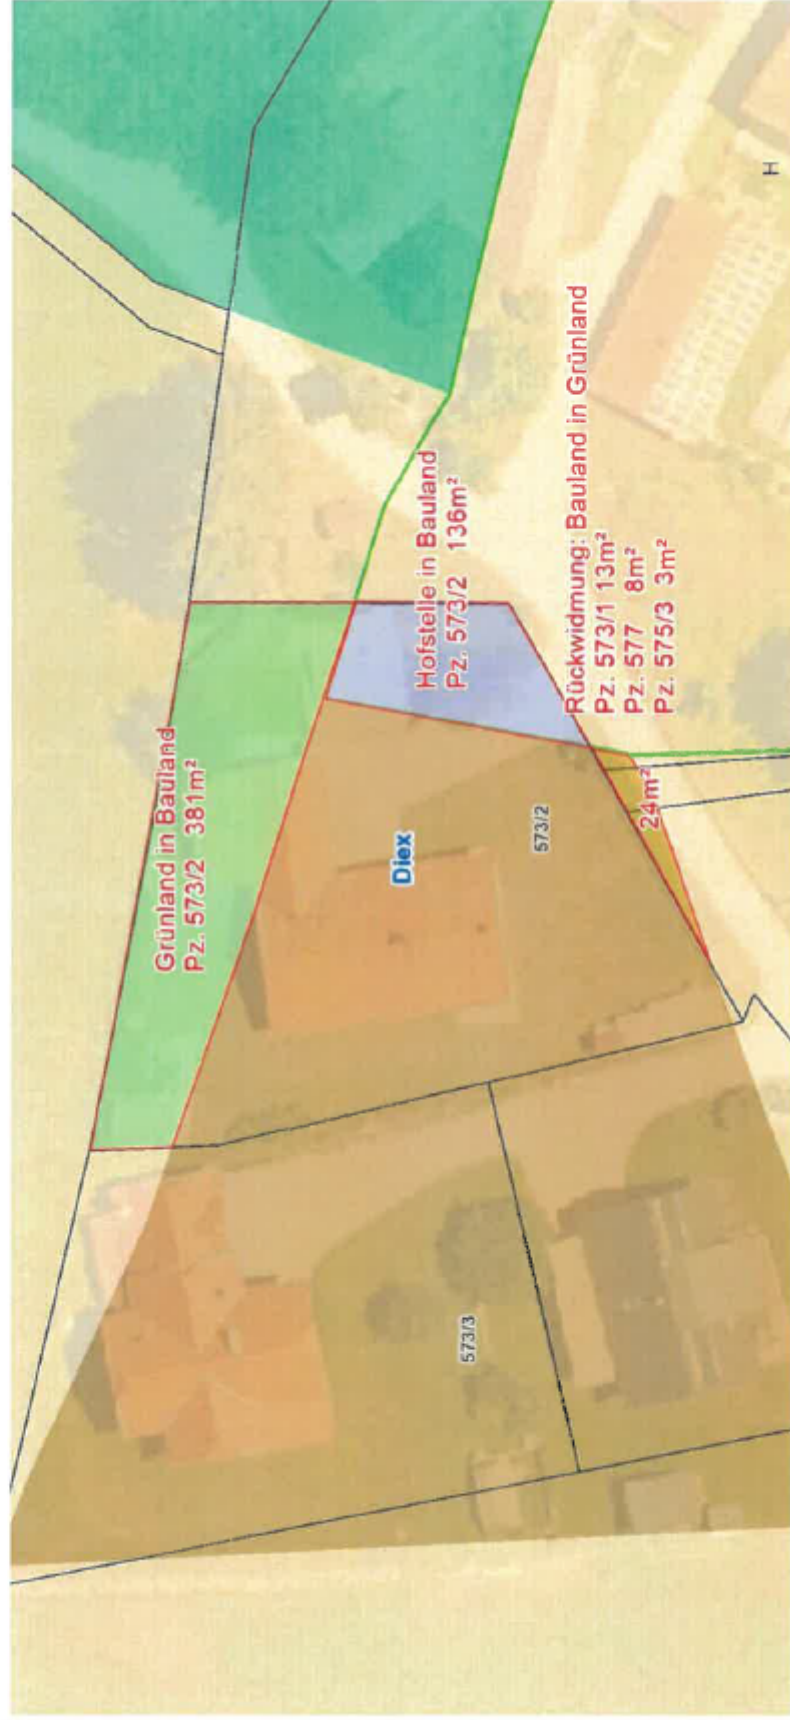 Grünland in Bauland
Pz. 573/2 381m²
Diex
Hofstelle in Bauland
Pz. 573/2 136m²
573/2
Rückwidmung: Bauland in Grünland
Pz. 573/1 13m²
Pz. 577 8m²
Pz. 575/3 3m²
24m²
573/3
H